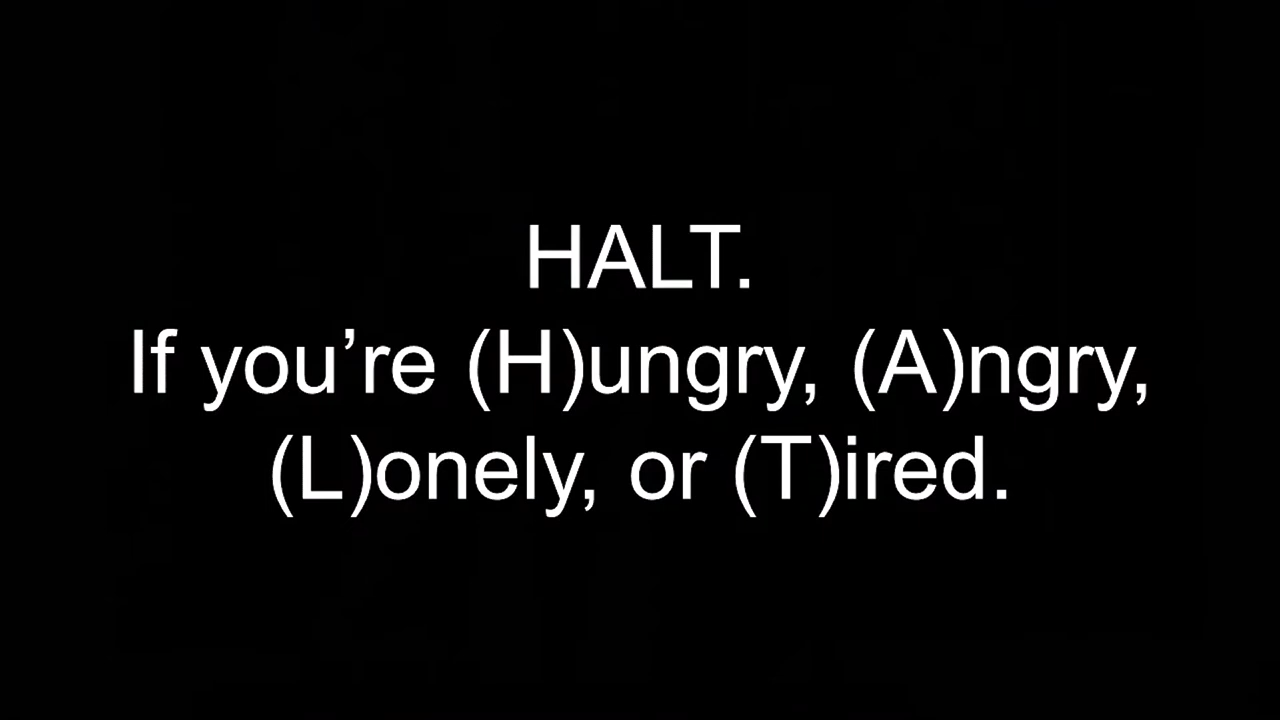 HALT.
If you’re (H)ungry, (A)ngry,
(L)onely, or (T)ired.